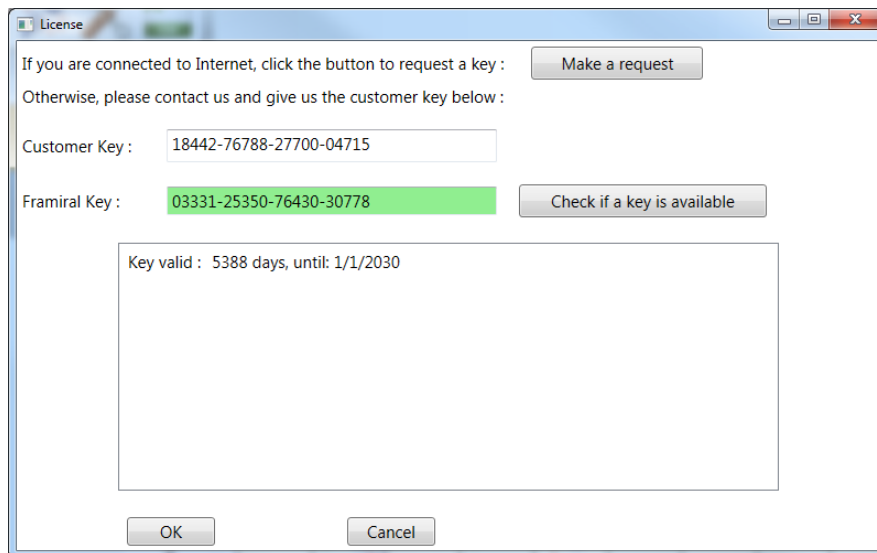 License
If you are connected to Internet, click the button to request a key : Make a request
Otherwise, please contact us and give us the customer key below :
Customer Key : 18442-76788-27700-04715
Framiral Key : 03331-25350-76430-30778 Check if a key is available
Key valid : 5388 days, until: 1/1/2030
OK Cancel